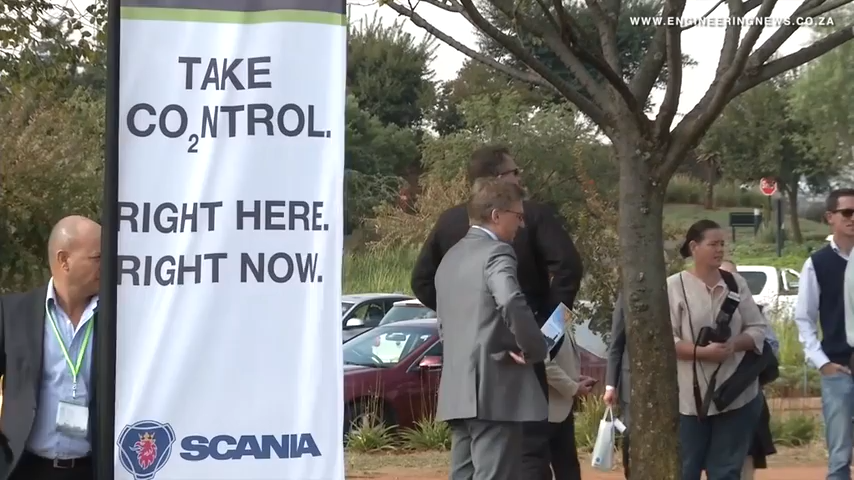 WWW.ENGINEERINGNEWS.CO.ZA
TAKE
CO₂NTROL.
RIGHT HERE.
RIGHT NOW.
SCANIA